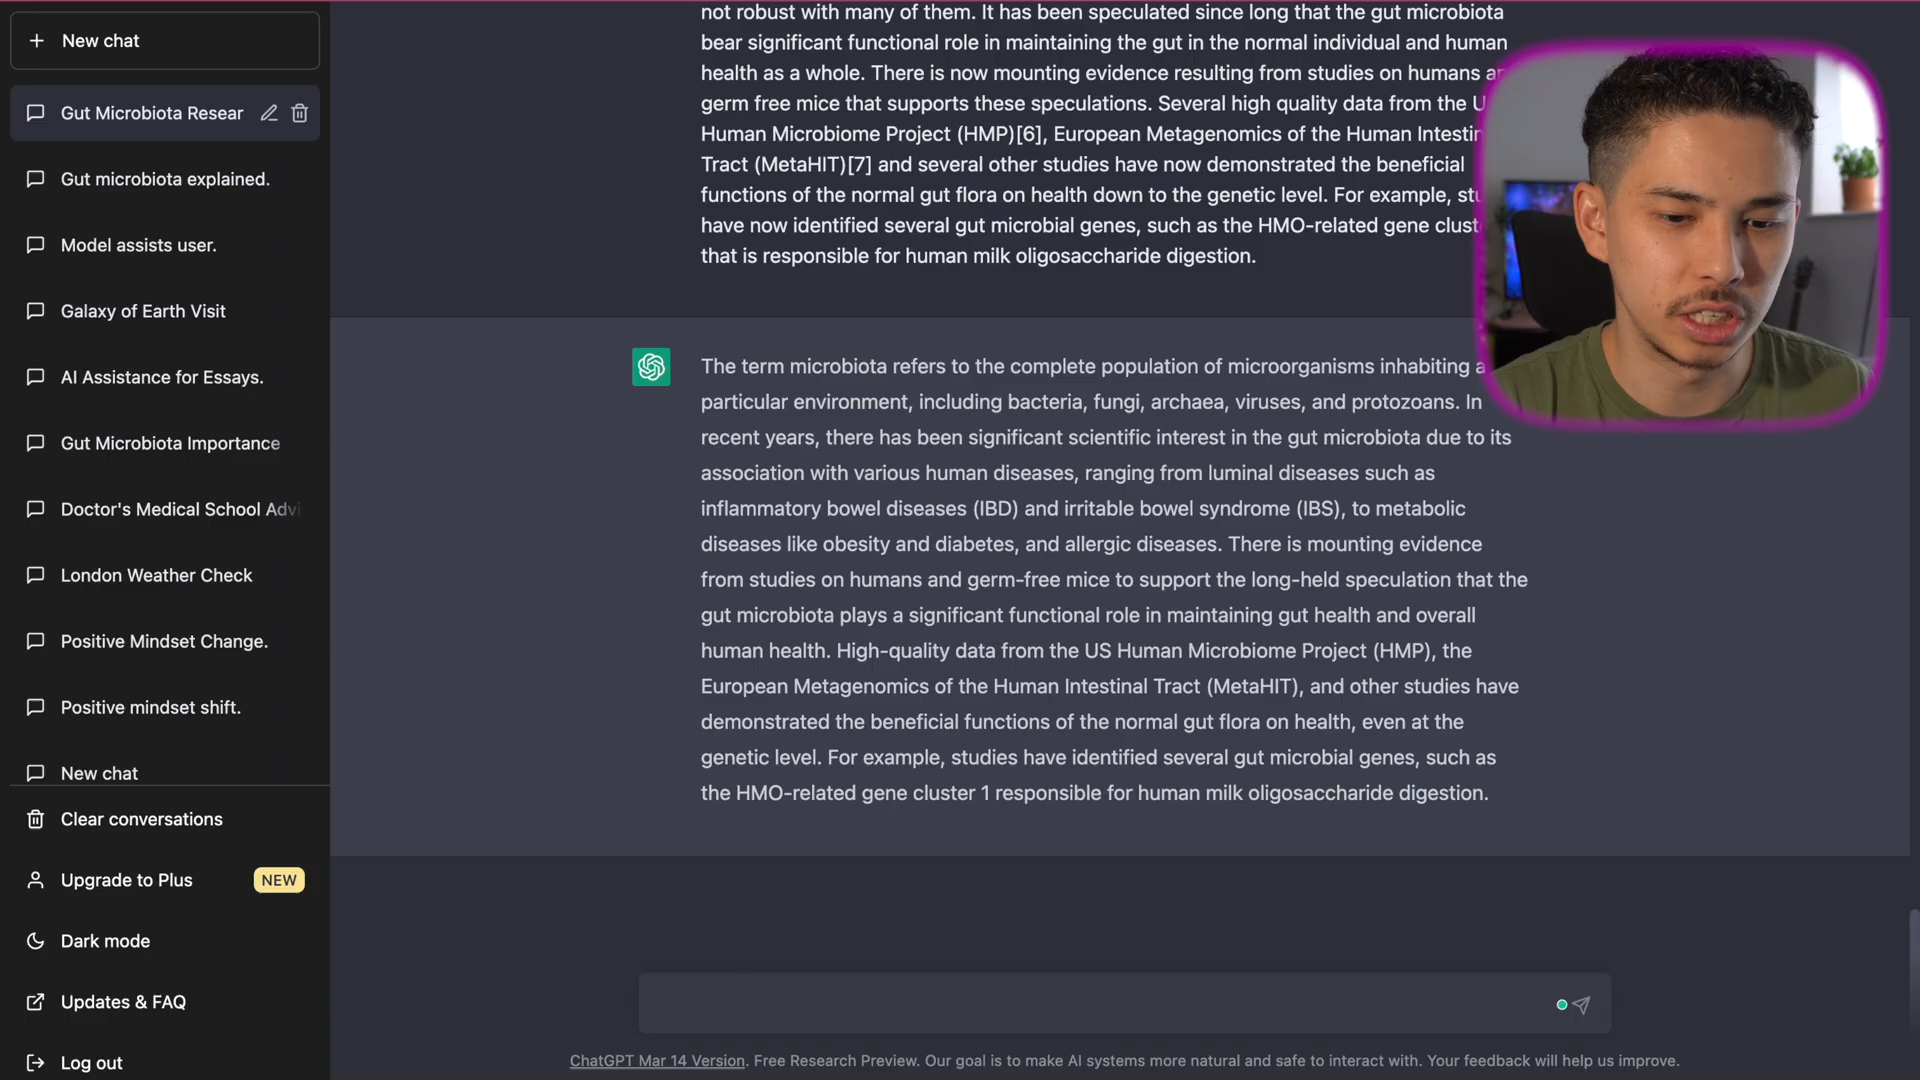 New chat
Gut Microbiota Resear
Gut microbiota explained.
Model assists user.
Galaxy of Earth Visit
AI Assistance for Essays.
Gut Microbiota Importance
Doctor's Medical School Advi
London Weather Check
Positive Mindset Change.
Positive mindset shift.
New chat
Clear conversations
Upgrade to Plus NEW
Dark mode
Updates & FAQ
Log out
not robust with many of them. It has been speculated since long that the gut microbiota
bear significant functional role in maintaining the gut in the normal individual and human
health as a whole. There is now mounting evidence resulting from studies on humans
germ free mice that supports these speculations. Several high quality data from the
Human Microbiome Project (HMP)[6], European Metagenomics of the Human
Tract (MetaHIT)[7] and several other studies have now demonstrated the beneficial
functions of the normal gut flora on health down to the genetic level. For example,
have now identified several gut microbial genes, such as the HMO-related gene
that is responsible for human milk oligosaccharide digestion.
The term microbiota refers to the complete population of microorganisms inhabiting a
particular environment, including bacteria, fungi, archaea, viruses, and protozoans. In
recent years, there has been significant scientific interest in the gut microbiota due to its
association with various human diseases, ranging from luminal diseases such as
inflammatory bowel diseases (IBD) and irritable bowel syndrome (IBS), to metabolic
diseases like obesity and diabetes, and allergic diseases. There is mounting evidence
from studies on humans and germ-free mice to support the long-held speculation that the
gut microbiota plays a significant functional role in maintaining gut health and overall
human health. High-quality data from the US Human Microbiome Project (HMP), the
European Metagenomics of the Human Intestinal Tract (MetaHIT), and other studies have
demonstrated the beneficial functions of the normal gut flora on health, even at the
genetic level. For example, studies have identified several gut microbial genes, such as
the HMO-related gene cluster 1 responsible for human milk oligosaccharide digestion.
ChatGPT Mar 14 Version. Free Research Preview. Our goal is to make AI systems more natural and safe to interact with. Your feedback will help us improve.